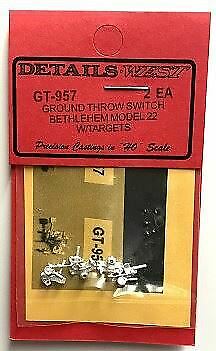 DETAILS WEST
GT-957 2 EA
GROUND THROW SWITCH
BETHLEHEM MODEL 22
W/TARGETS
Precision Castings in "HO" Scale
GT-95